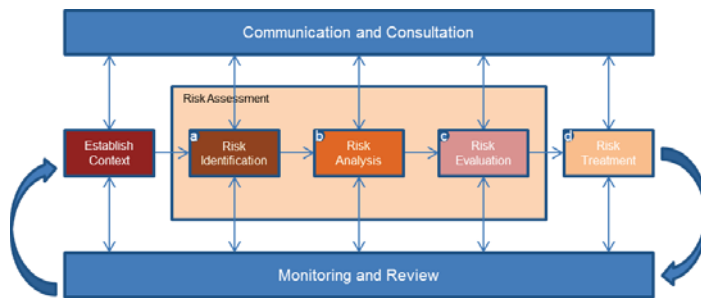 Communication and Consultation
Risk Assessment
Establish
Context
a
Risk
Identification
b
Risk
Analysis
c
Risk
Evaluation
d
Risk
Treatment
Monitoring and Review